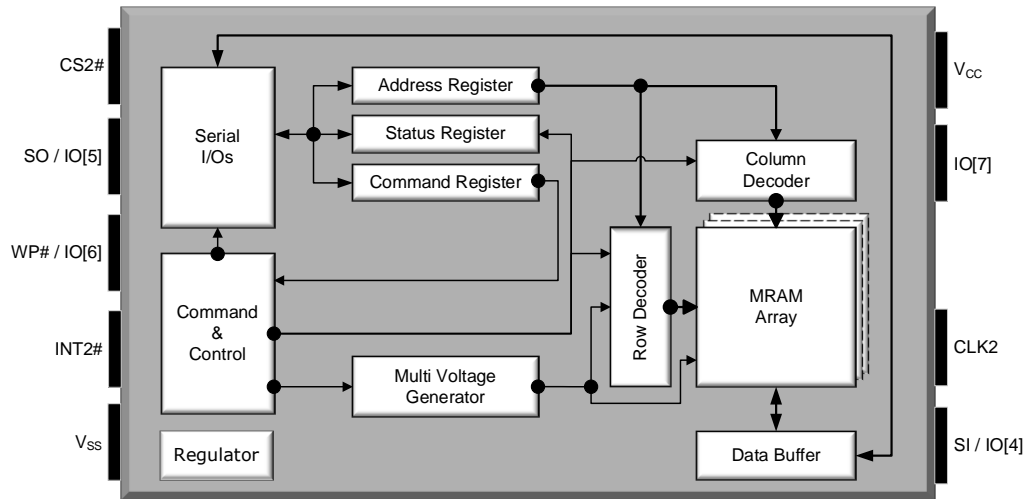 CS2#
SO / IO[5]
WP# / IO[6]
INT2#
VSS
Serial
I/Os
Command
&
Control
Regulator
Address Register
Status Register
Command Register
Multi Voltage
Generator
Row Decoder
Column
Decoder
MRAM
Array
Data Buffer
VCC
IO[7]
CLK2
SI / IO[4]